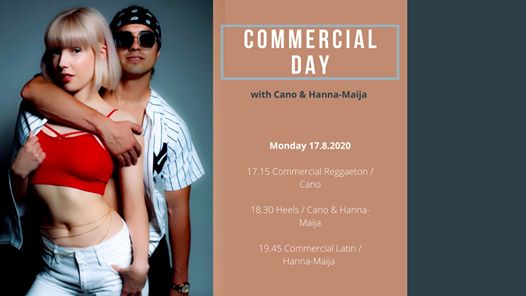 COMMERCIAL
DAY
with Cano & Hanna-Maija
Monday 17.8.2020
17.15 Commercial Reggaeton /
Cano
18.30 Heels / Cano & Hanna-
Maija
19.45 Commercial Latin /
Hanna-Maija